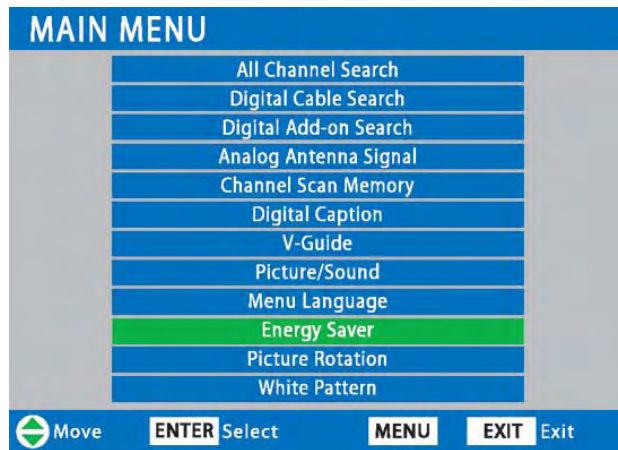 MAIN MENU
All Channel Search
Digital Cable Search
Digital Add-on Search
Analog Antenna Signal
Channel Scan Memory
Digital Caption
V-Guide
Picture/Sound
Menu Language
Energy Saver
Picture Rotation
White Pattern
Move ENTER Select MENU EXIT Exit